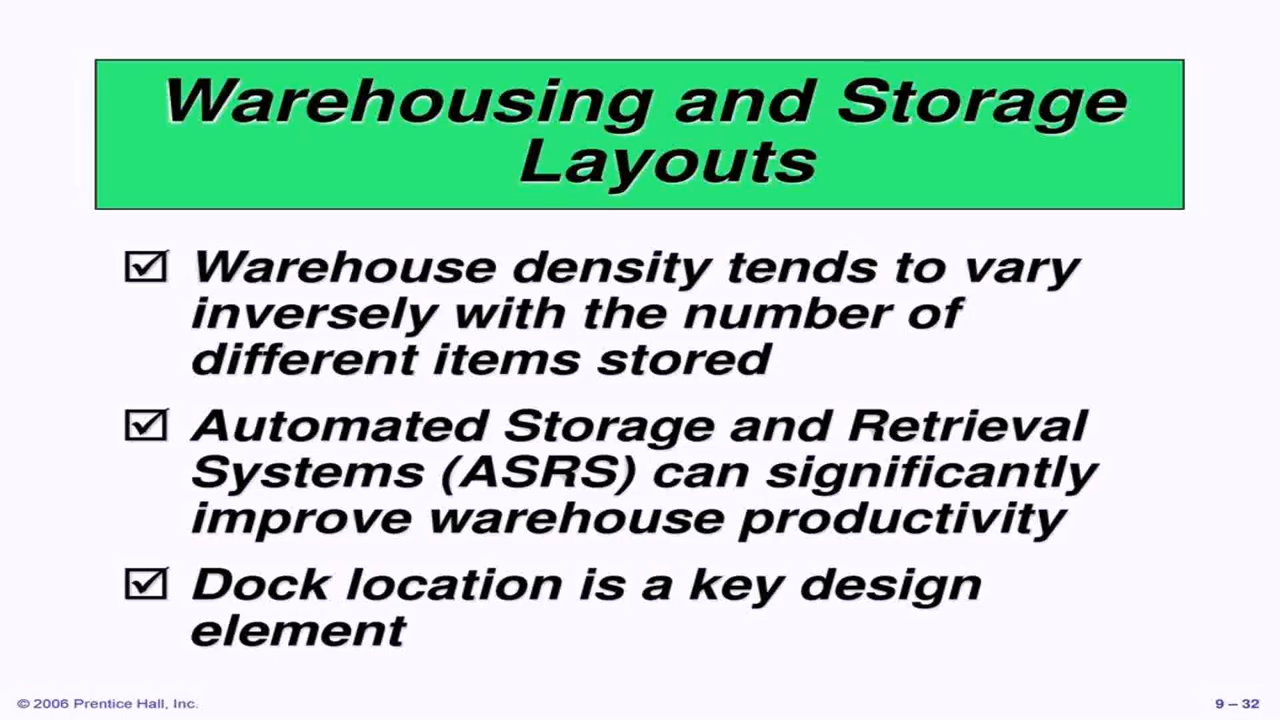 Warehousing and Storage
Layouts
Warehouse density tends to vary
inversely with the number of
different items stored
Automated Storage and Retrieval
Systems (ASRS) can significantly
improve warehouse productivity
Dock location is a key design
element
© 2006 Prentice Hall, Inc.
9 – 32